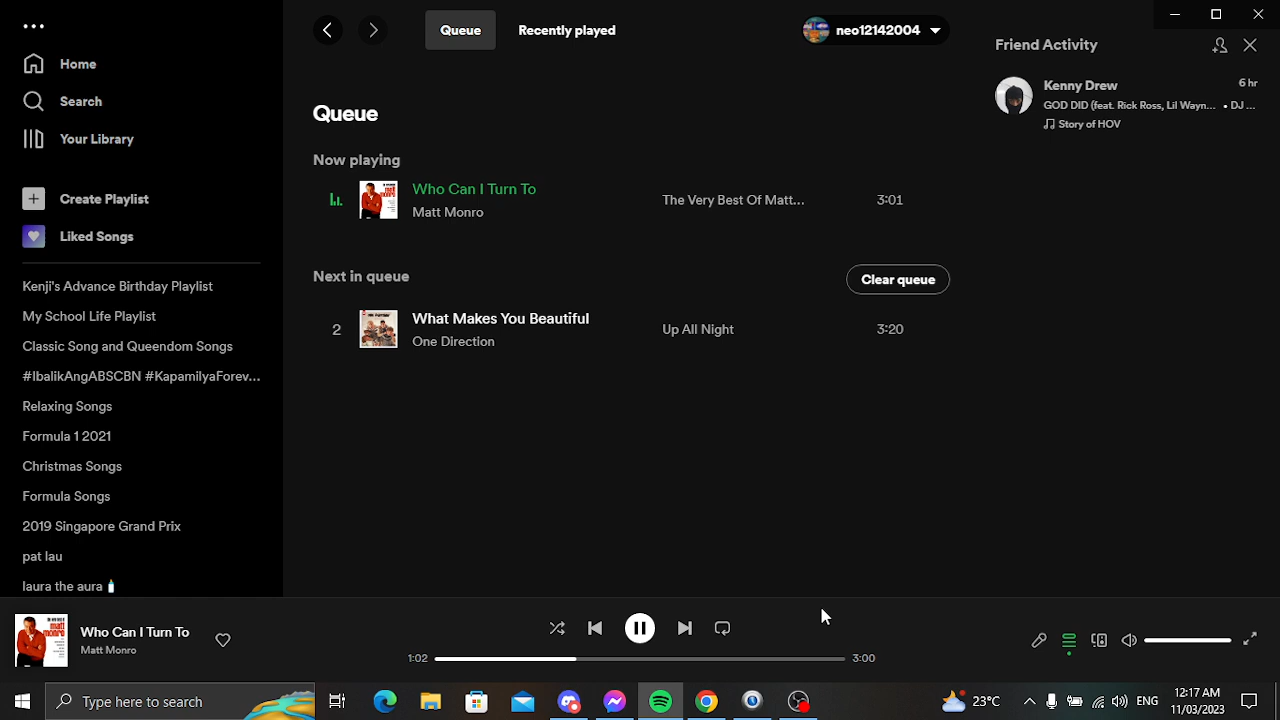 Home
Search
Your Library
Create Playlist
Liked Songs
Kenji's Advance Birthday Playlist
My School Life Playlist
Classic Song and Queendom Songs
#IbalikAngABSCBN #KapamilyaForev...
Relaxing Songs
Formula 1 2021
Christmas Songs
Formula Songs
2019 Singapore Grand Prix
pat lau
laura the aura
Queue
Recently played
neo12142004
Queue
Now playing
Who Can I Turn To
Matt Monro
The Very Best Of Matt...
3:01
Next in queue
Clear queue
2
What Makes You Beautiful
One Direction
Up All Night
3:20
Friend Activity
Kenny Drew
6 hr
GOD DID (feat. Rick Ross, Lil Wayn... • DJ ...
Story of HOV
Who Can I Turn To
Matt Monro
1:02
3:00
Type here to search
23°C
ENG
12:17 AM
11/03/2023